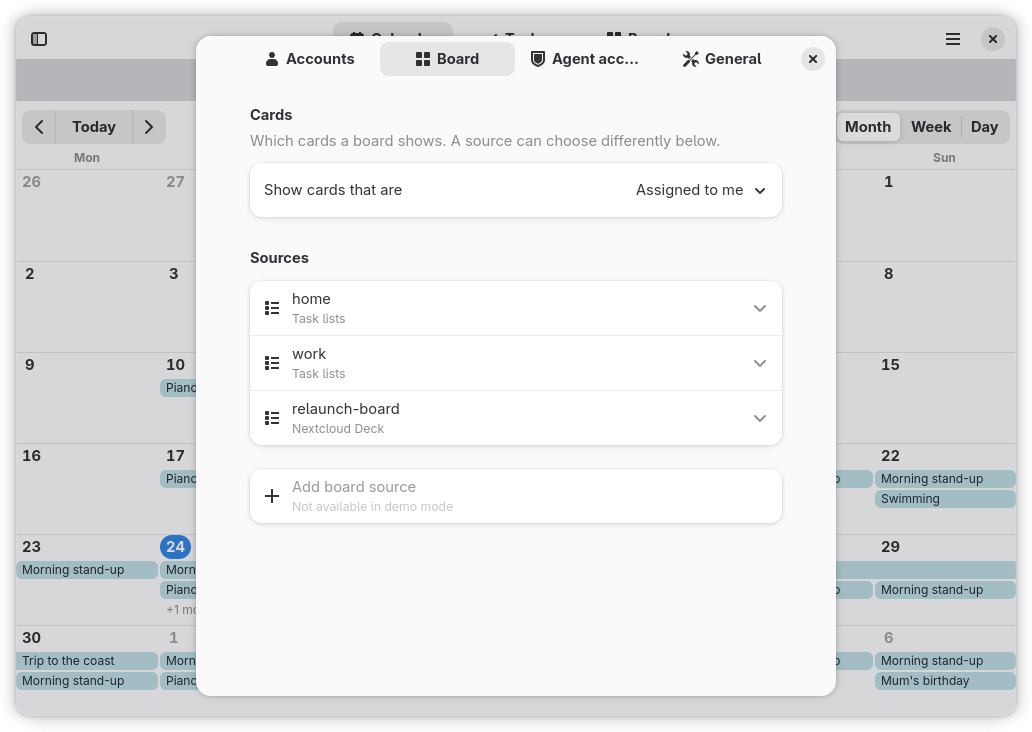 Accounts
Board
Agent acc...
General
Today
Month
Week
Day
Cards
Which cards a board shows. A source can choose differently below.
Show cards that are
Assigned to me
Sources
home
Task lists
work
Task lists
relaunch-board
Nextcloud Deck
Add board source
Not available in demo mode
Mon
Sun
26
27
1
2
3
8
9
10
15
16
17
22
Morning stand-up
Swimming
23
24
29
Morning stand-up
Morning stand-up
30
1
6
Trip to the coast
Morning stand-up
Morning stand-up
Mum's birthday